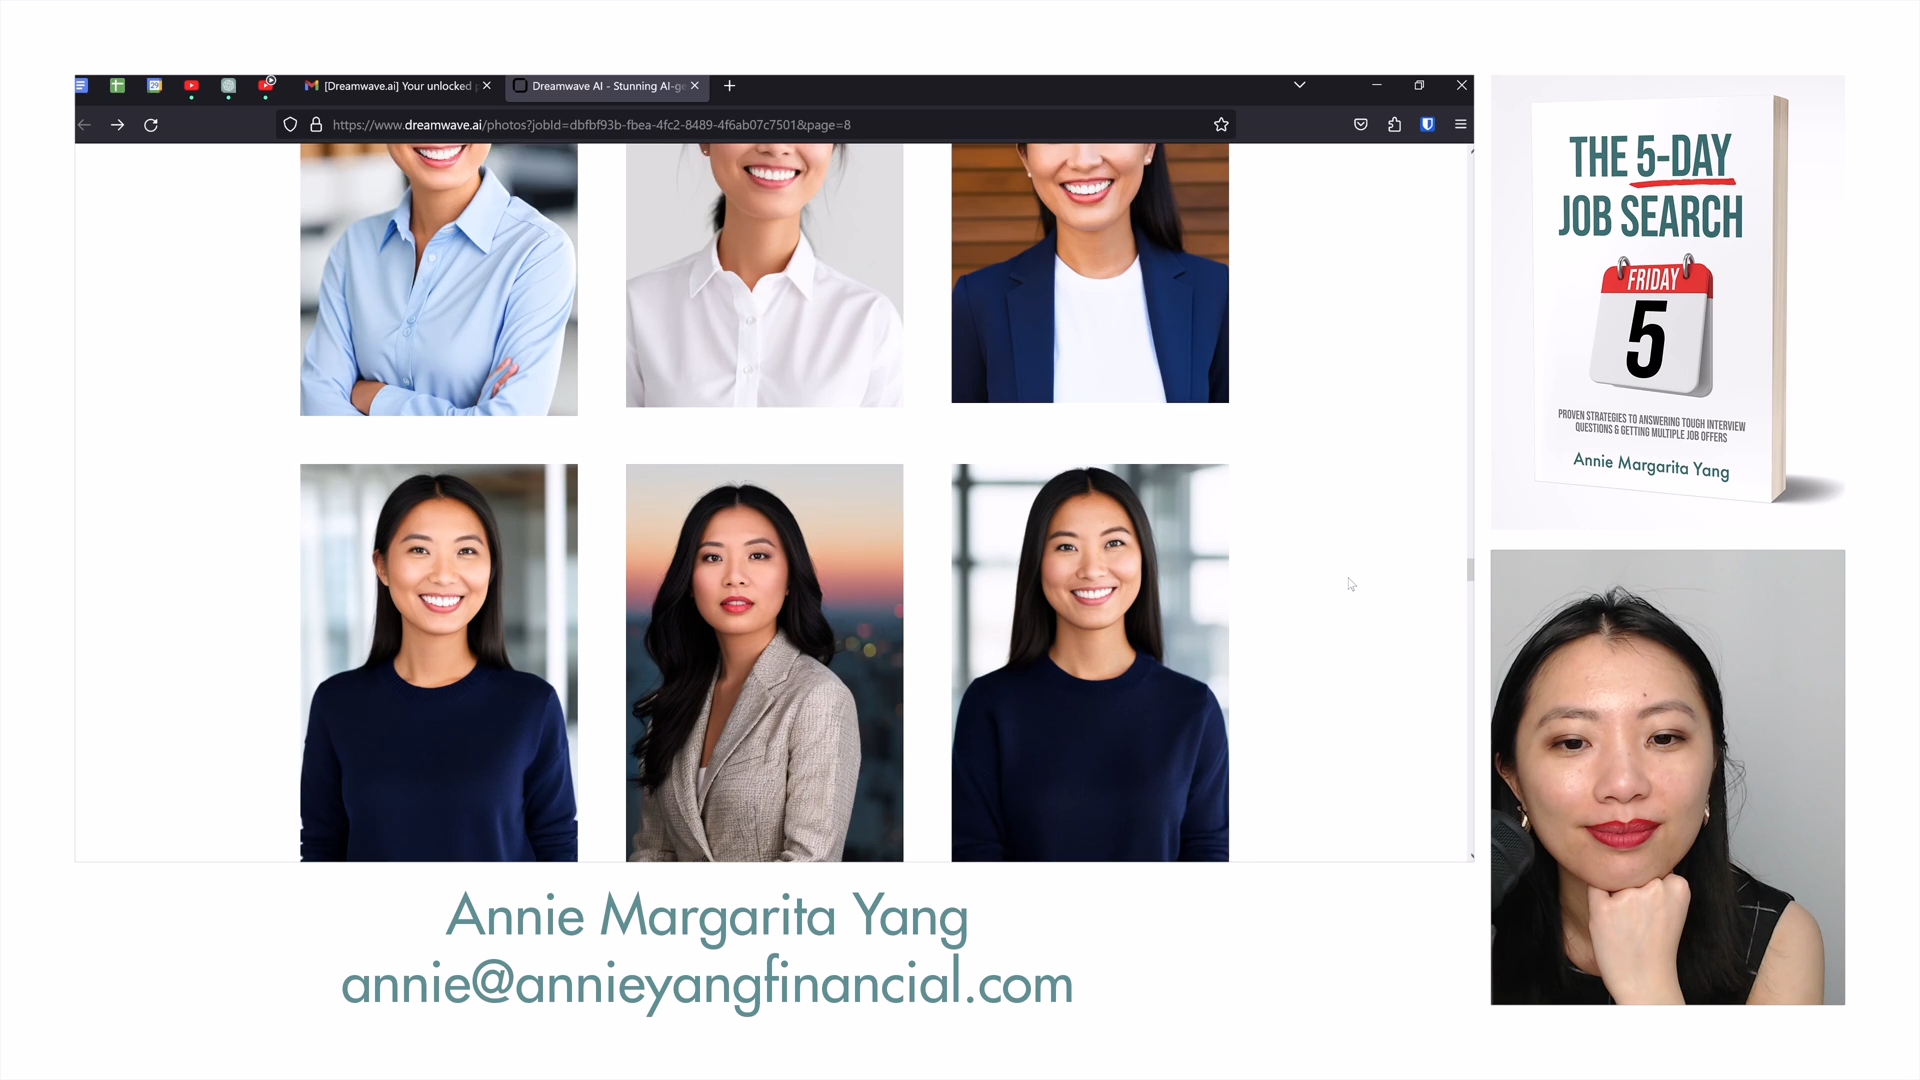 [Dreamwave.ai] Your unlocked
Dreamwave AI - Stunning AI-ge
https://www.dreamwave.ai/photos?jobId=dbfbf93b-fbea-4fc2-8489-4f6ab07c7501&page=8
THE 5-DAY
JOB SEARCH
FRIDAY
5
PROVEN STRATEGIES TO ANSWERING TOUGH INTERVIEW
QUESTIONS & GETTING MULTIPLE JOB OFFERS
Annie Margarita Yang
Annie Margarita Yang
annie@annieyangfinancial.com